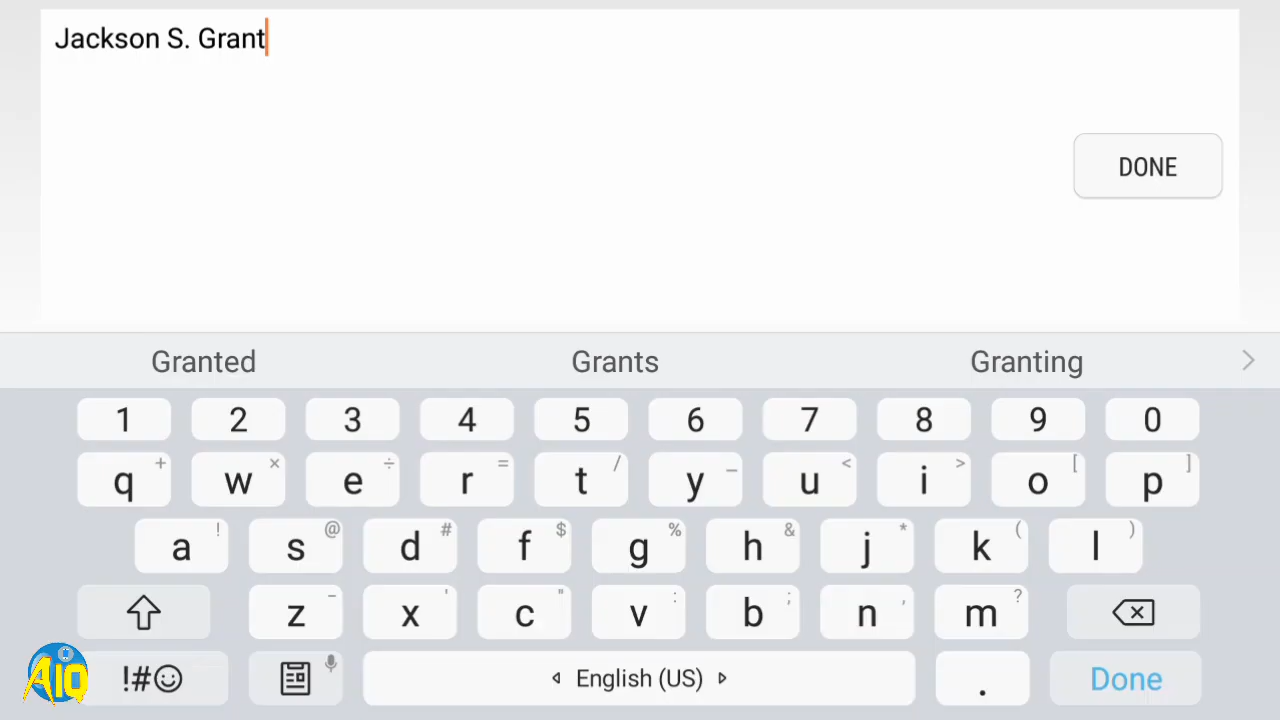 Jackson S. Grant
DONE
Granted Grants Granting
1 2 3 4 5 6 7 8 9 0
q + w × e ÷ r = t / y _ u < i > o [ p ]
a ! s @ d # f $ g % h & j * k ( l )
z - x ' c " v : b ; n , m ?
AIQ !#☺ English (US) . Done